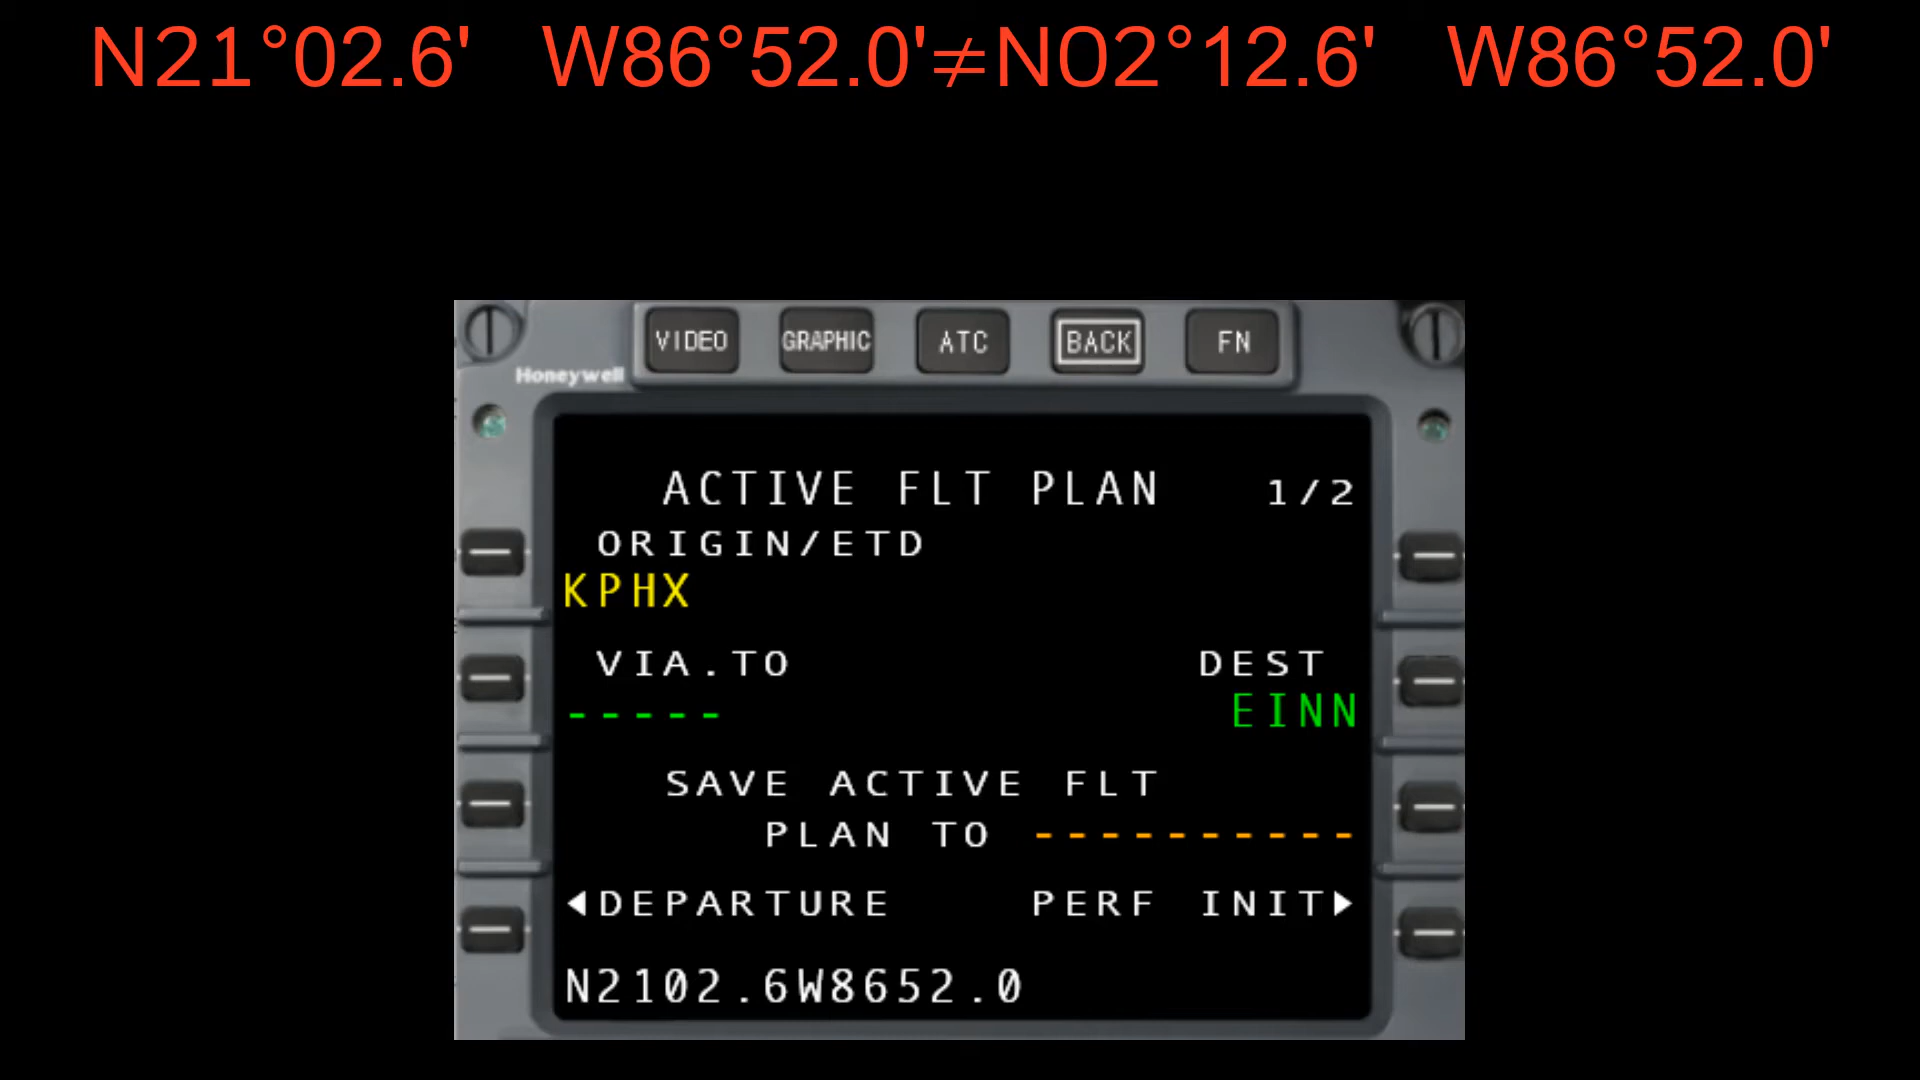 N21°02.6' W86°52.0'≠NO2°12.6' W86°52.0'
VIDEO GRAPHIC ATC BACK FN
Honeywell
ACTIVE FLT PLAN 1/2
ORIGIN/ETD
KPHX
VIA.TO DEST
----- EINN
SAVE ACTIVE FLT
PLAN TO ----------
◀DEPARTURE PERF INIT▶
N2102.6W8652.0